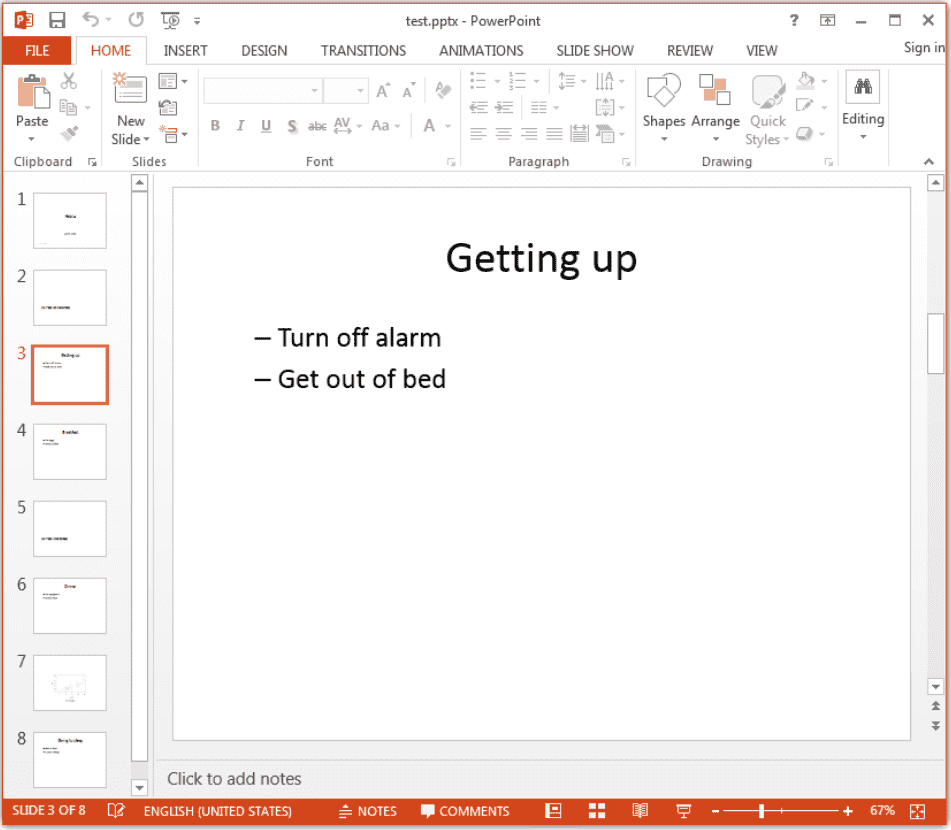 test.pptx - PowerPoint
?
FILE HOME INSERT DESIGN TRANSITIONS ANIMATIONS SLIDE SHOW REVIEW VIEW Sign in
Paste
New
Slide
B I U S abc AV Aa A
Shapes Arrange Quick
Styles
Editing
Clipboard Slides Font Paragraph Drawing
1
2
3
4
5
6
7
8
Getting up
– Turn off alarm
– Get out of bed
Click to add notes
SLIDE 3 OF 8 ENGLISH (UNITED STATES) NOTES COMMENTS 67%